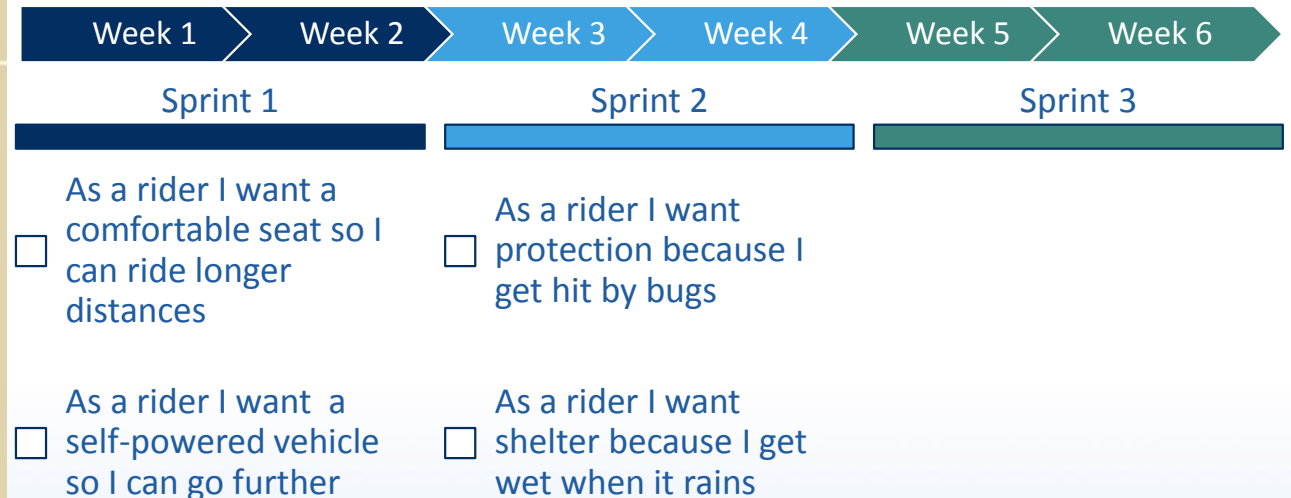 Week 1
Week 2
Week 3
Week 4
Week 5
Week 6
Sprint 1
Sprint 2
Sprint 3
As a rider I want a
comfortable seat so I
can ride longer
distances
As a rider I want
protection because I
get hit by bugs
As a rider I want  a
self-powered vehicle
so I can go further
As a rider I want
shelter because I get
wet when it rains